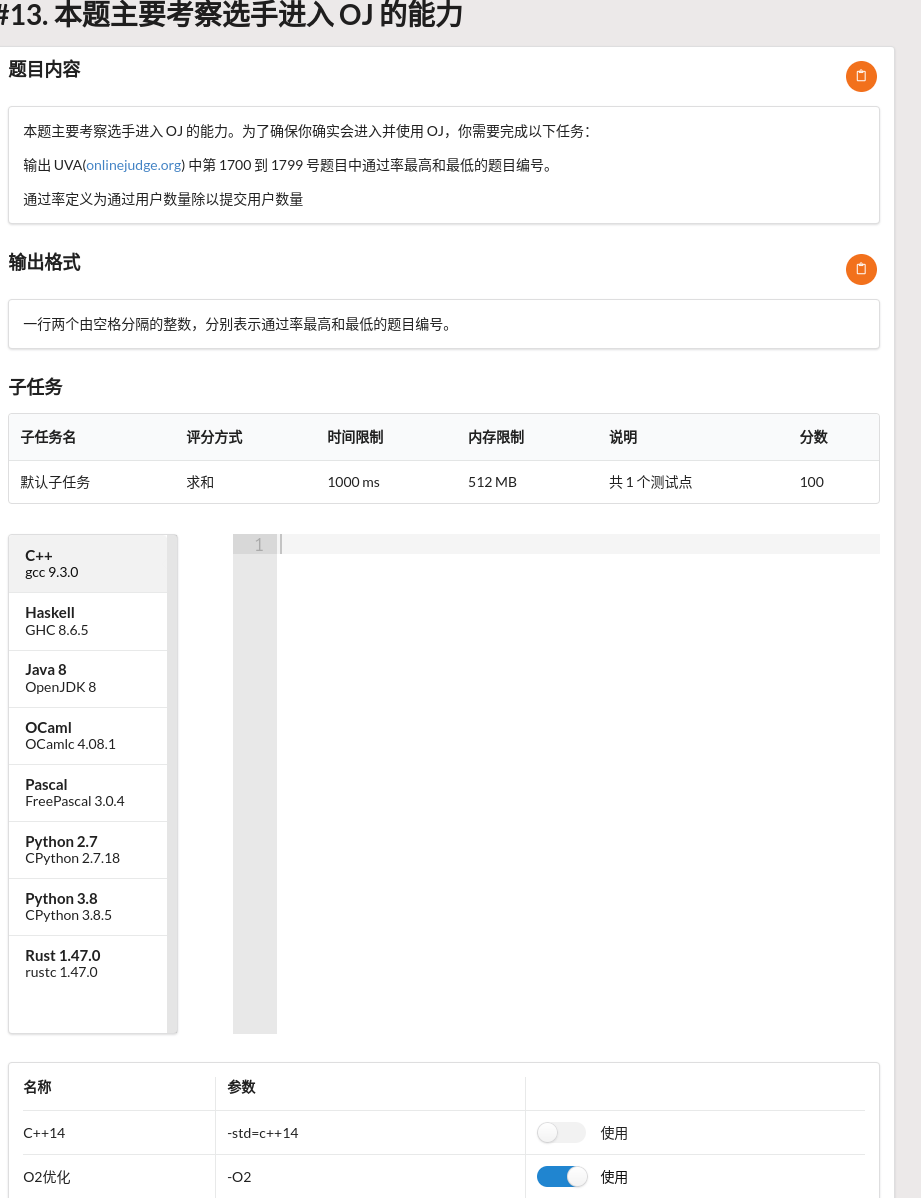 #13. 本题主要考察选手进入 OJ 的能力
题目内容
本题主要考察选手进入 OJ 的能力。为了确保你确实会进入并使用 OJ，你需要完成以下任务：
输出 UVA(onlinejudge.org) 中第 1700 到 1799 号题目中通过率最高和最低的题目编号。
通过率定义为通过用户数量除以提交用户数量
输出格式
一行两个由空格分隔的整数，分别表示通过率最高和最低的题目编号。
子任务
子任务名 评分方式 时间限制 内存限制 说明 分数
默认子任务 求和 1000 ms 512 MB 共 1 个测试点 100
1
C++
gcc 9.3.0
Haskell
GHC 8.6.5
Java 8
OpenJDK 8
OCaml
OCamlc 4.08.1
Pascal
FreePascal 3.0.4
Python 2.7
CPython 2.7.18
Python 3.8
CPython 3.8.5
Rust 1.47.0
rustc 1.47.0
名称 参数
C++14 -std=c++14 使用
O2优化 -O2 使用